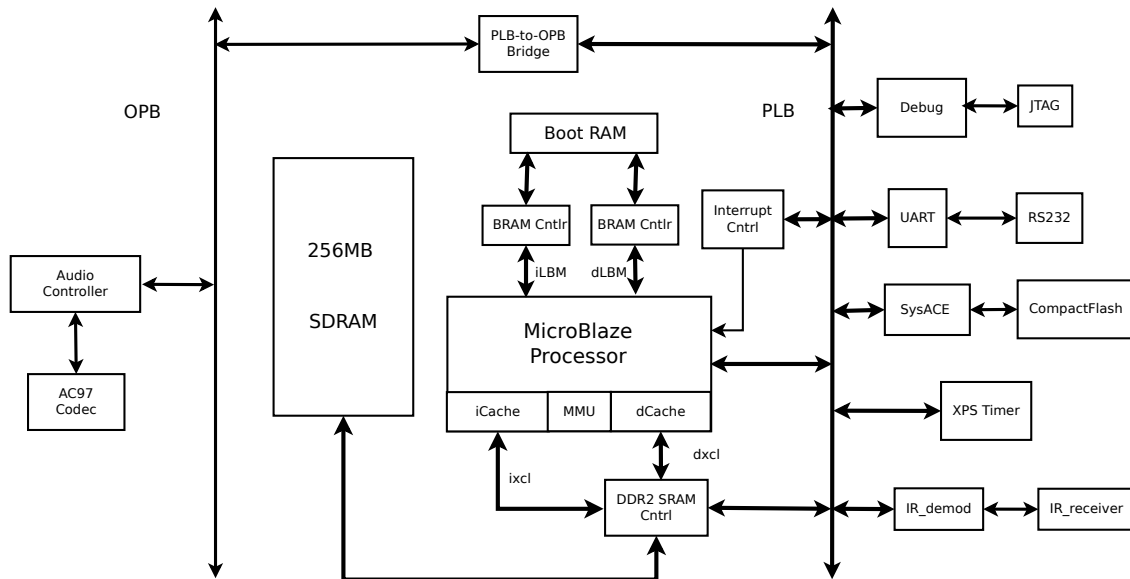 PLB-to-OPB
Bridge
OPB
PLB
Debug
JTAG
Boot RAM
BRAM Cntlr
BRAM Cntlr
Interrupt
Cntrl
UART
RS232
256MB
SDRAM
iLBM
dLBM
Audio
Controller
MicroBlaze
Processor
SysACE
CompactFlash
AC97
Codec
iCache
MMU
dCache
XPS Timer
ixcl
dxcl
DDR2 SRAM
Cntrl
IR_demod
IR_receiver